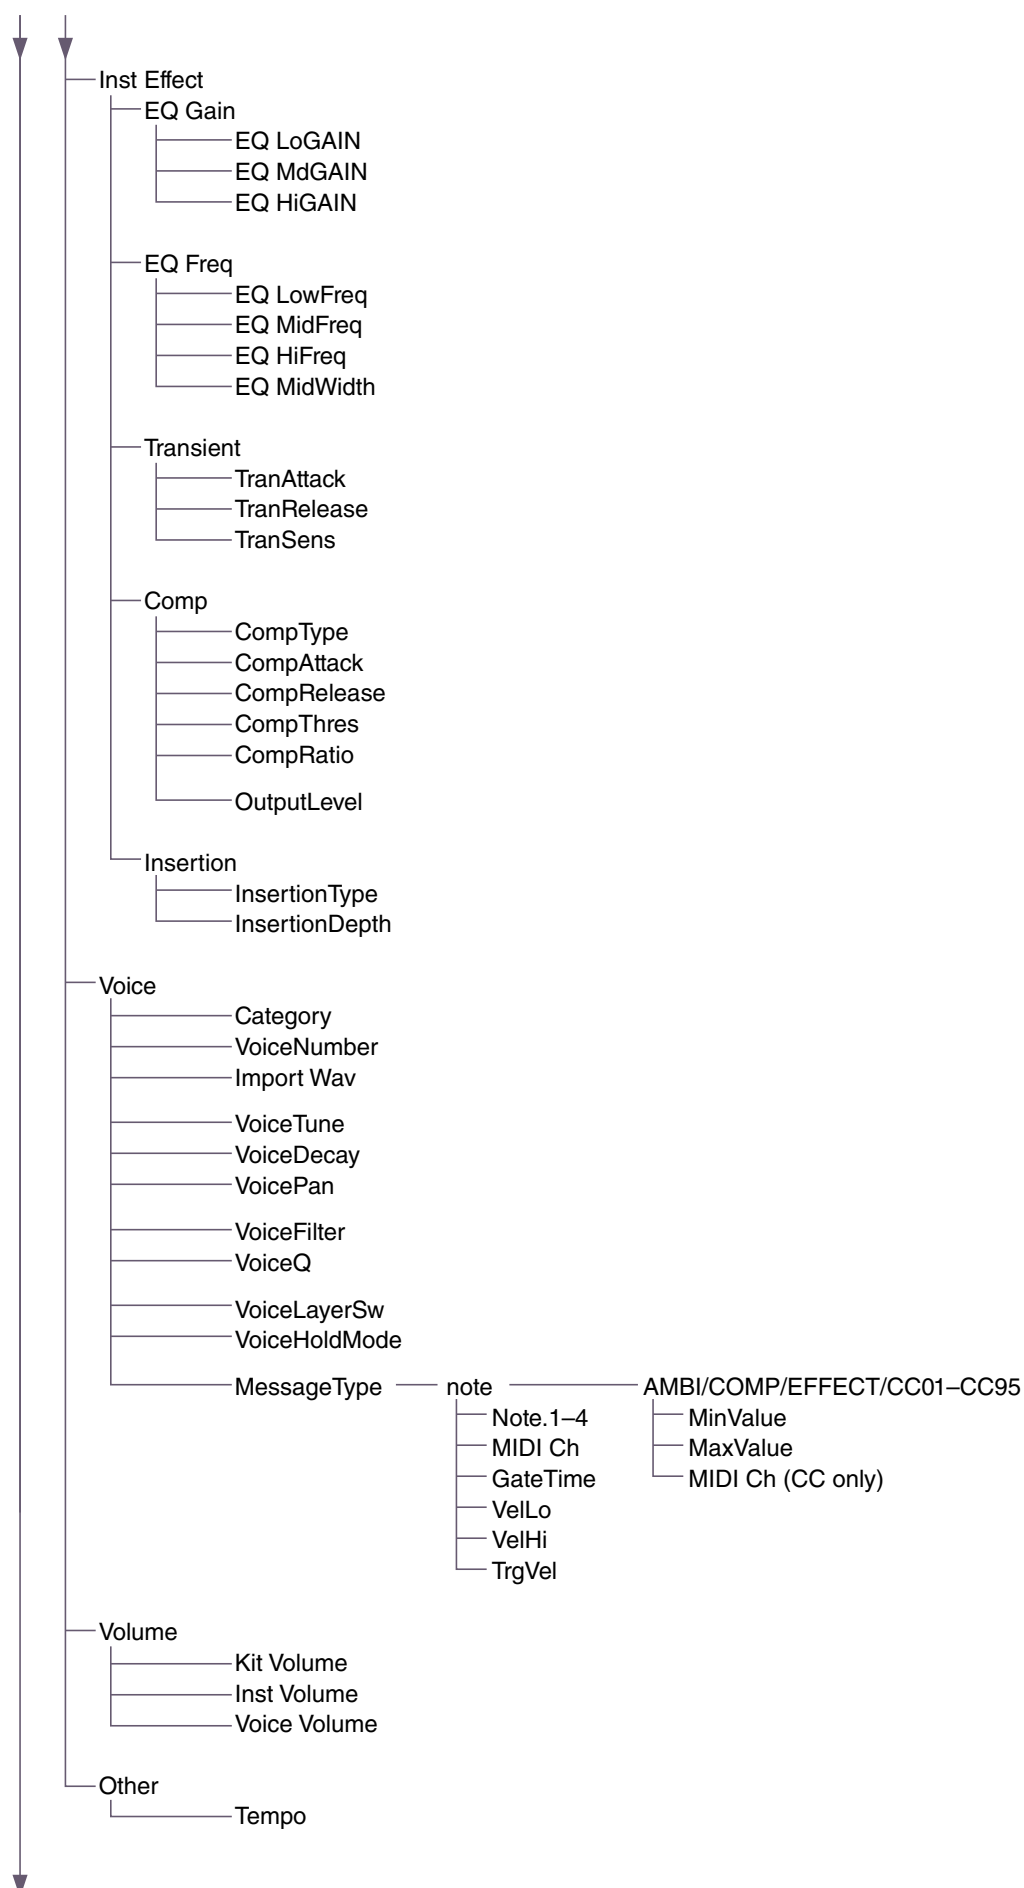 Inst Effect
EQ Gain
EQ LoGAIN
EQ MdGAIN
EQ HiGAIN
EQ Freq
EQ LowFreq
EQ MidFreq
EQ HiFreq
EQ MidWidth
Transient
TranAttack
TranRelease
TranSens
Comp
CompType
CompAttack
CompRelease
CompThres
CompRatio
OutputLevel
Insertion
InsertionType
InsertionDepth
Voice
Category
VoiceNumber
Import Wav
VoiceTune
VoiceDecay
VoicePan
VoiceFilter
VoiceQ
VoiceLayerSw
VoiceHoldMode
MessageType note AMBI/COMP/EFFECT/CC01–CC95
Note.1–4 MinValue
MIDI Ch MaxValue
GateTime MIDI Ch (CC only)
VelLo
VelHi
TrgVel
Volume
Kit Volume
Inst Volume
Voice Volume
Other
Tempo